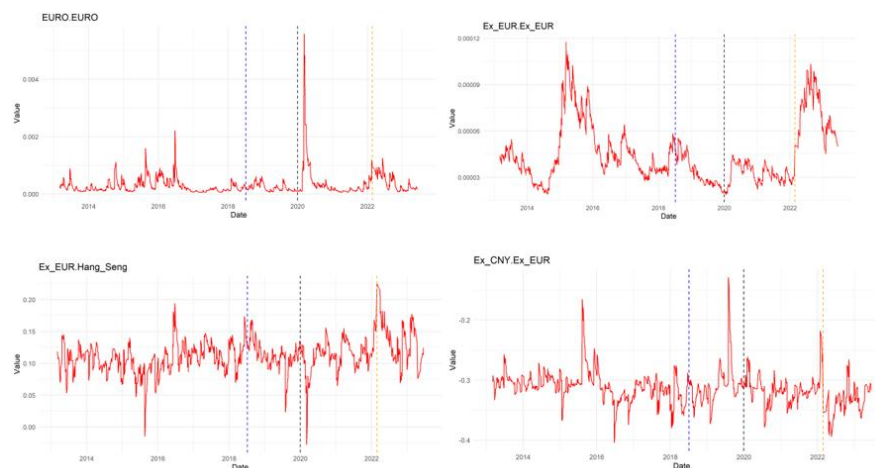 EURO.EURO
0.004
0.002
0.000
Value
2014 2016 2018 2020 2022
Date
Ex_EUR.Ex_EUR
0.00012
0.00009
0.00006
0.00003
Value
2014 2016 2018 2020 2022
Date
Ex_EUR.Hang_Seng
0.20
0.15
0.10
0.05
0.00
Value
2014 2016 2018 2020 2022
Date
Ex_CNY.Ex_EUR
-0.2
-0.3
-0.4
Value
2014 2016 2018 2020 2022
Date